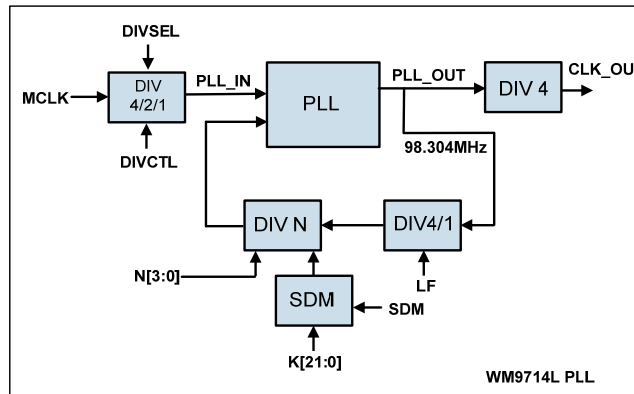 DIVSEL
MCLK
DIV
4/2/1
DIVCTL
PLL_IN
PLL
PLL_OUT
DIV 4
CLK_OU
98.304MHz
DIV N
DIV4/1
N[3:0]
LF
SDM
SDM
K[21:0]
WM9714L PLL